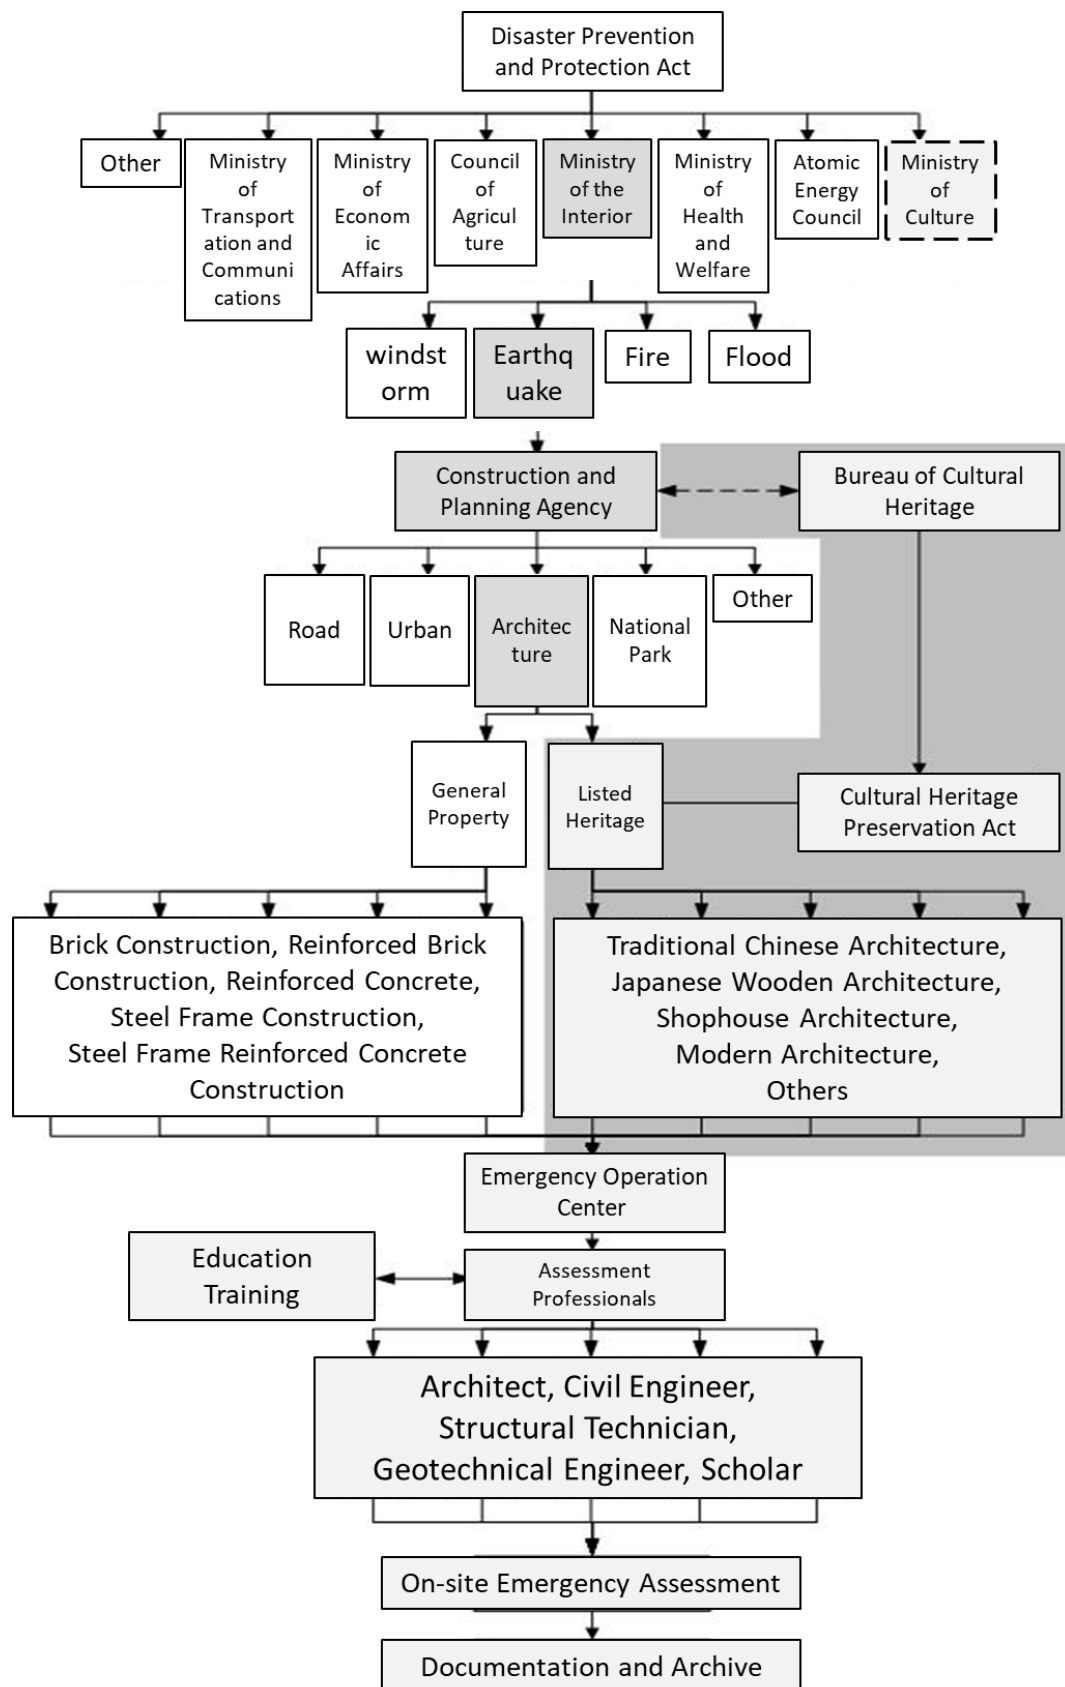 Disaster Prevention
and Protection Act
Other
Ministry
of
Transport
ation and
Communi
cations
Ministry
of
Econom
ic
Affairs
Council
of
Agricul
ture
Ministry
of the
Interior
Ministry
of
Health
and
Welfare
Atomic
Energy
Council
Ministry
of
Culture
windst
orm
Earthq
uake
Fire
Flood
Construction and
Planning Agency
Bureau of Cultural
Heritage
Road
Urban
Architec
ture
National
Park
Other
General
Property
Listed
Heritage
Cultural Heritage
Preservation Act
Brick Construction, Reinforced Brick
Construction, Reinforced Concrete,
Steel Frame Construction,
Steel Frame Reinforced Concrete
Construction
Traditional Chinese Architecture,
Japanese Wooden Architecture,
Shophouse Architecture,
Modern Architecture,
Others
Emergency Operation
Center
Education
Training
Assessment
Professionals
Architect, Civil Engineer,
Structural Technician,
Geotechnical Engineer, Scholar
On-site Emergency Assessment
Documentation and Archive